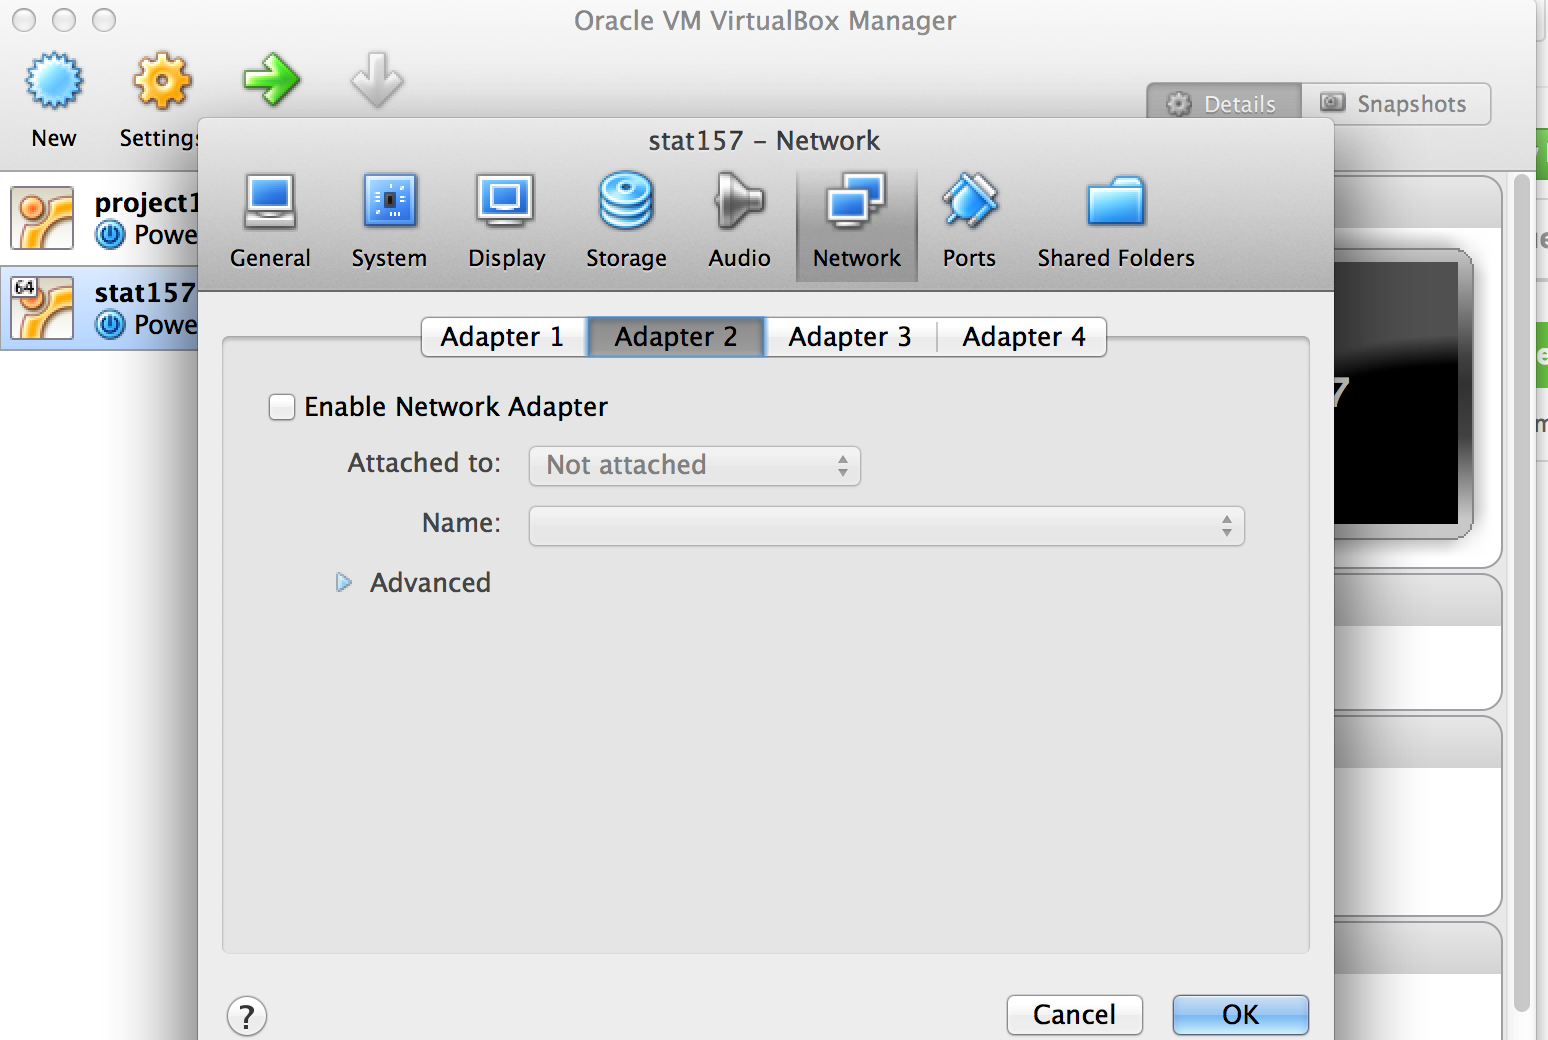 Oracle VM VirtualBox Manager
New
Settings
Details
Snapshots
stat157 – Network
project1
Powe
64
stat157
Powe
General
System
Display
Storage
Audio
Network
Ports
Shared Folders
Adapter 1
Adapter 2
Adapter 3
Adapter 4
Enable Network Adapter
Attached to:
Not attached
Name:
Advanced
7
?
Cancel
OK